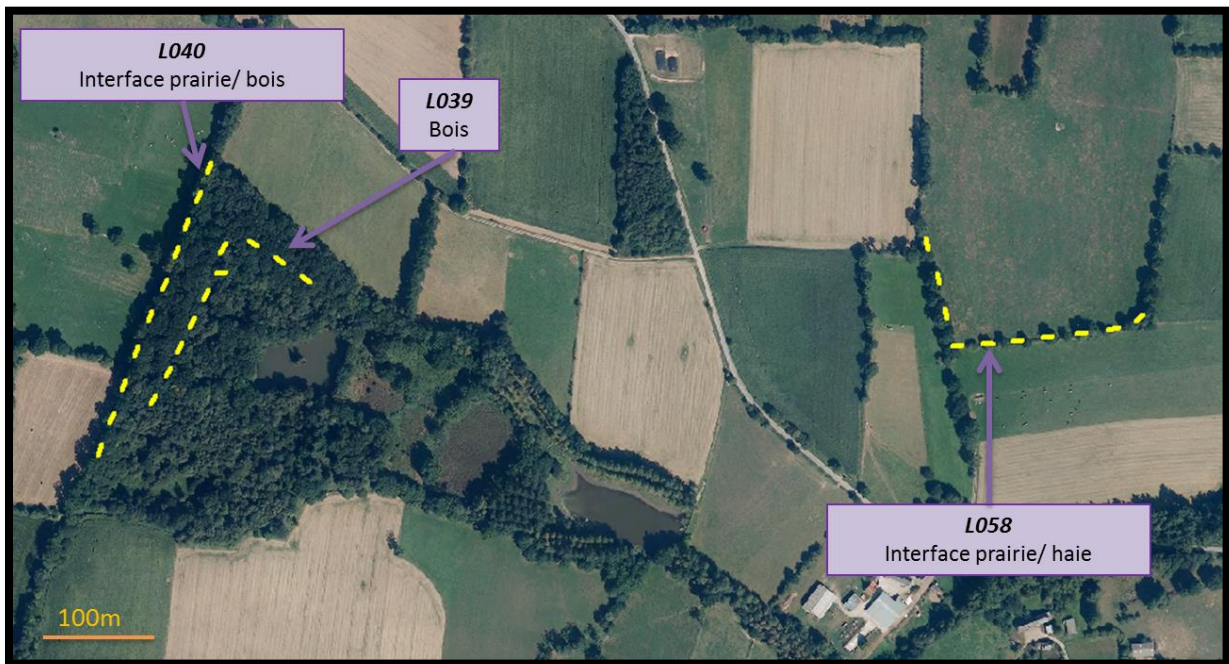 L040
Interface prairie/ bois
L039
Bois
L058
Interface prairie/ haie
100m